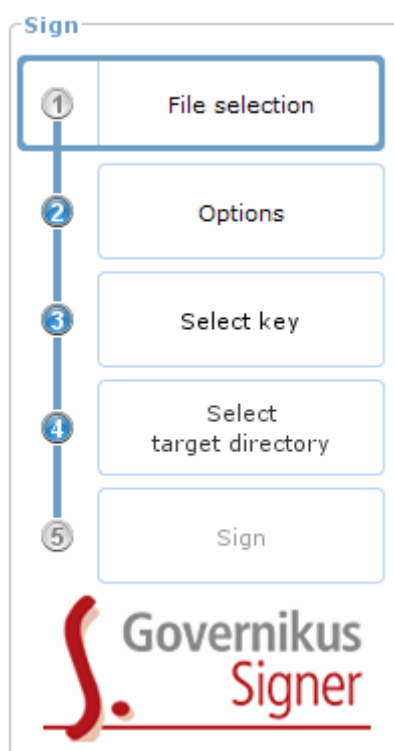 Sign
1
File selection
2
Options
3
Select key
4
Select
target directory
5
Sign
Governikus
Signer